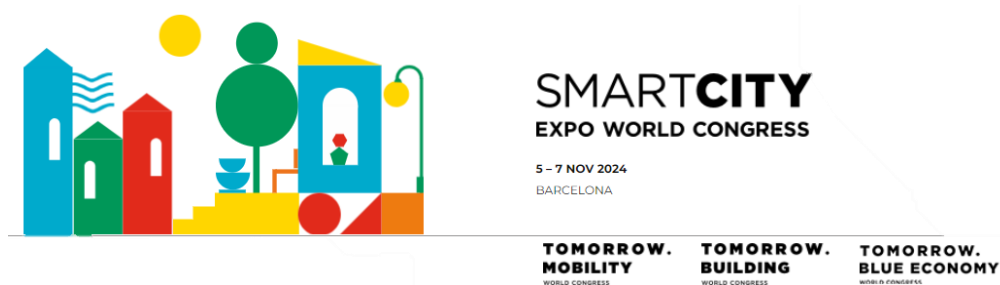 SMARTCITY
EXPO WORLD CONGRESS
5 – 7 NOV 2024
BARCELONA
TOMORROW.
MOBILITY
WORLD CONGRESS
TOMORROW.
BUILDING
WORLD CONGRESS
TOMORROW.
BLUE ECONOMY
WORLD CONGRESS